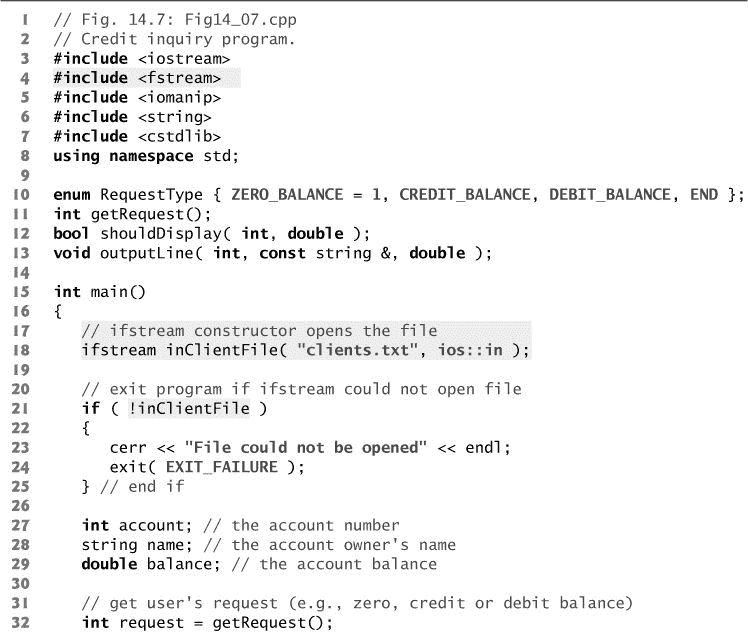 1 // Fig. 14.7: Fig14_07.cpp
2 // Credit inquiry program.
3 #include <iostream>
4 #include <fstream>
5 #include <iomanip>
6 #include <string>
7 #include <cstdlib>
8 using namespace std;
9
10 enum RequestType { ZERO_BALANCE = 1, CREDIT_BALANCE, DEBIT_BALANCE, END };
11 int getRequest();
12 bool shouldDisplay( int, double );
13 void outputLine( int, const string &, double );
14
15 int main()
16 {
17 // ifstream constructor opens the file
18 ifstream inClientFile( "clients.txt", ios::in );
19
20 // exit program if ifstream could not open file
21 if ( !inClientFile )
22 {
23 cerr << "File could not be opened" << endl;
24 exit( EXIT_FAILURE );
25 } // end if
26
27 int account; // the account number
28 string name; // the account owner's name
29 double balance; // the account balance
30
31 // get user's request (e.g., zero, credit or debit balance)
32 int request = getRequest();